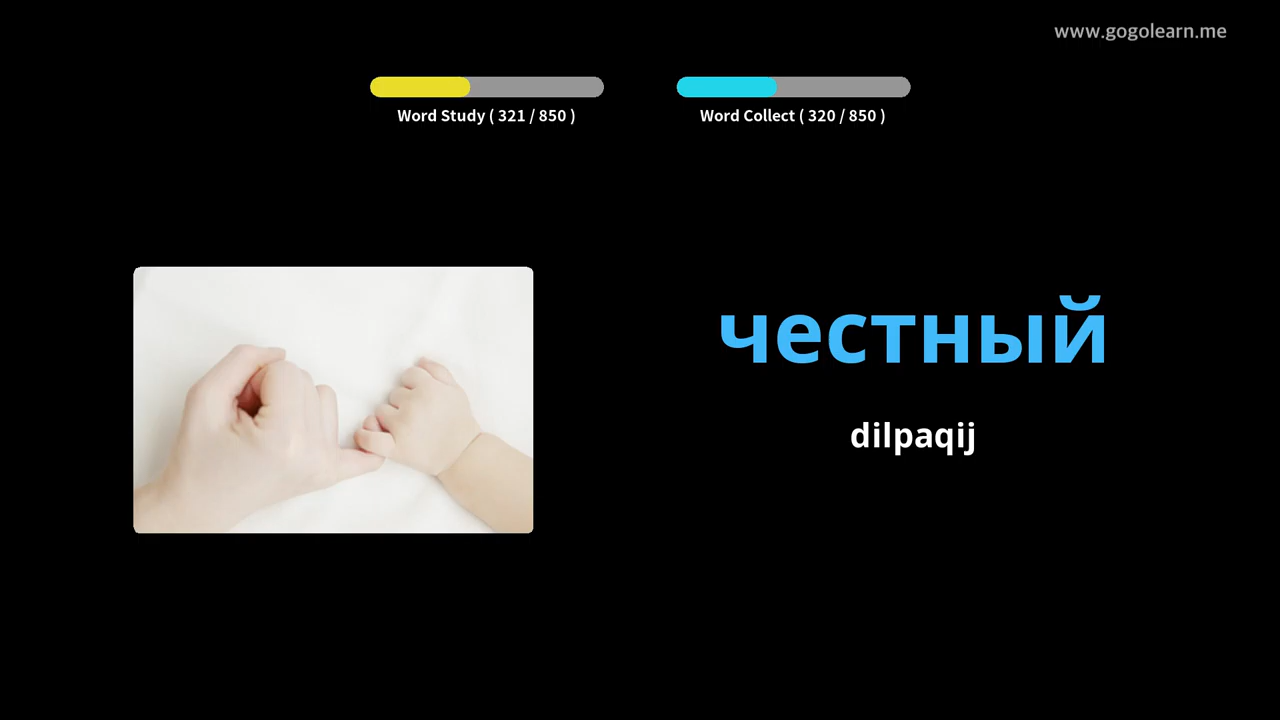 www.gogolearn.me
Word Study ( 321 / 850 )
Word Collect ( 320 / 850 )
честный
dilpaqij